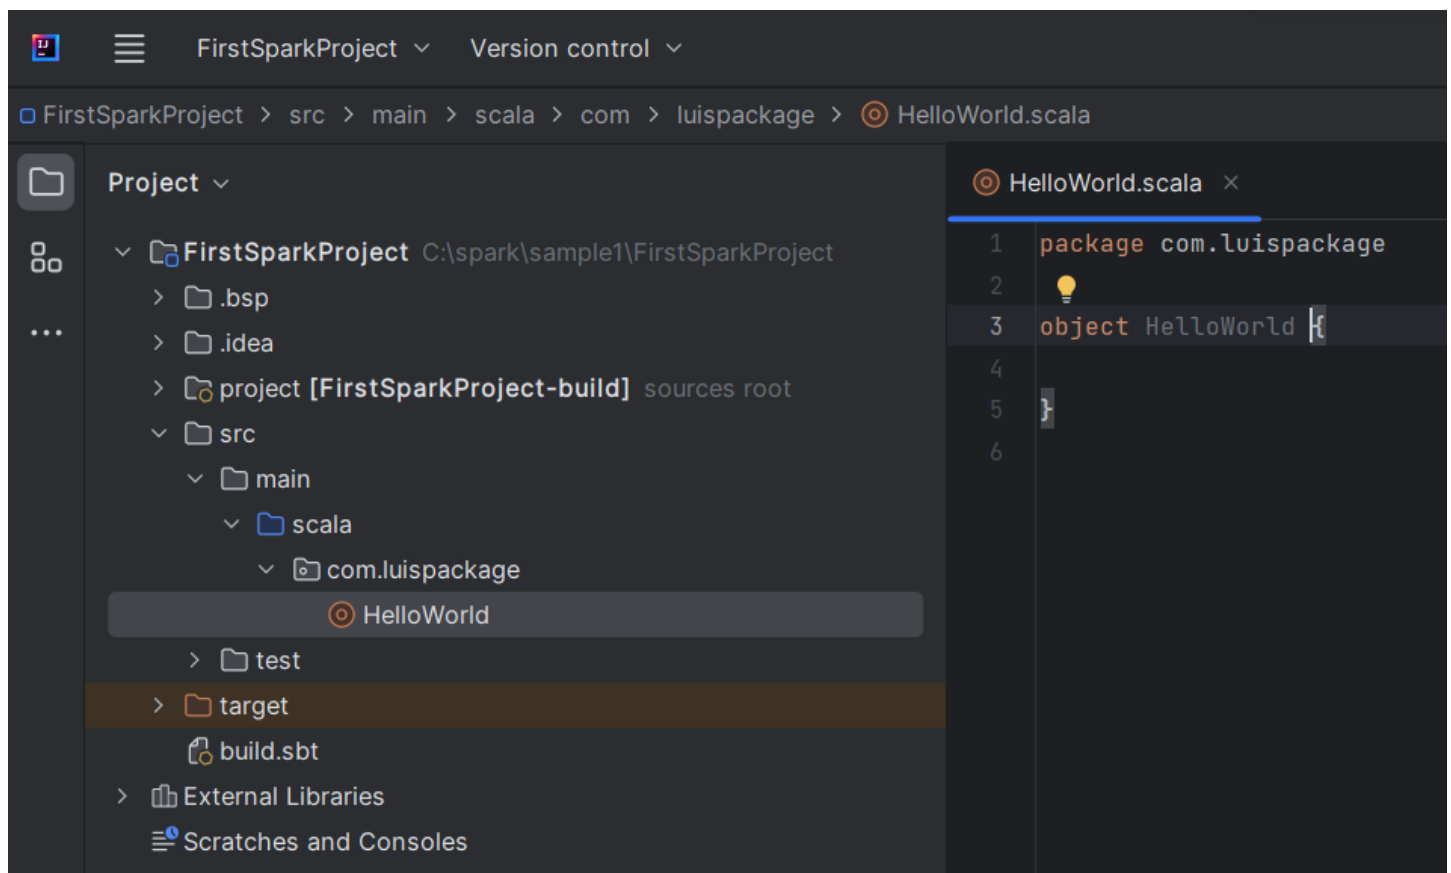 IJ
FirstSparkProject Version control
FirstSparkProject > src > main > scala > com > luispackage > HelloWorld.scala
Project
HelloWorld.scala ×
FirstSparkProject C:\spark\sample1\FirstSparkProject
.bsp
.idea
project [FirstSparkProject-build] sources root
src
main
scala
com.luispackage
HelloWorld
test
target
build.sbt
External Libraries
Scratches and Consoles
1 package com.luispackage
2
3 object HelloWorld {
4
5 }
6